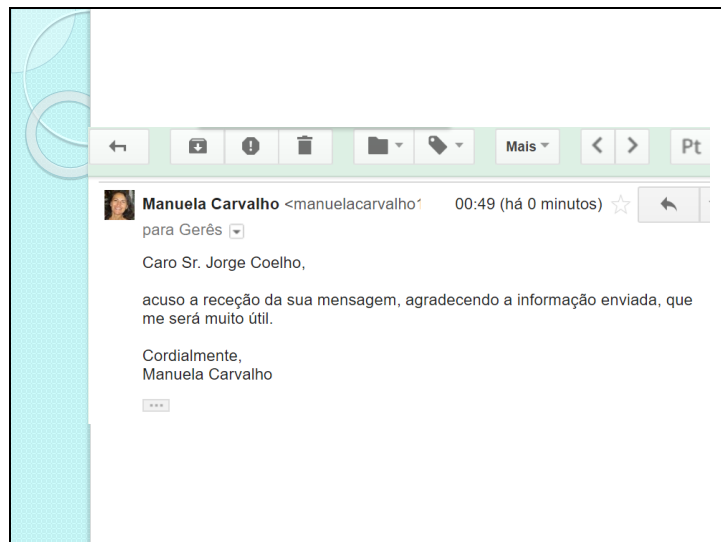 Mais
Pt
Manuela Carvalho <manuelacarvalho1 00:49 (há 0 minutos)
para Gerês
Caro Sr. Jorge Coelho,
acuso a receção da sua mensagem, agradecendo a informação enviada, que
me será muito útil.
Cordialmente,
Manuela Carvalho